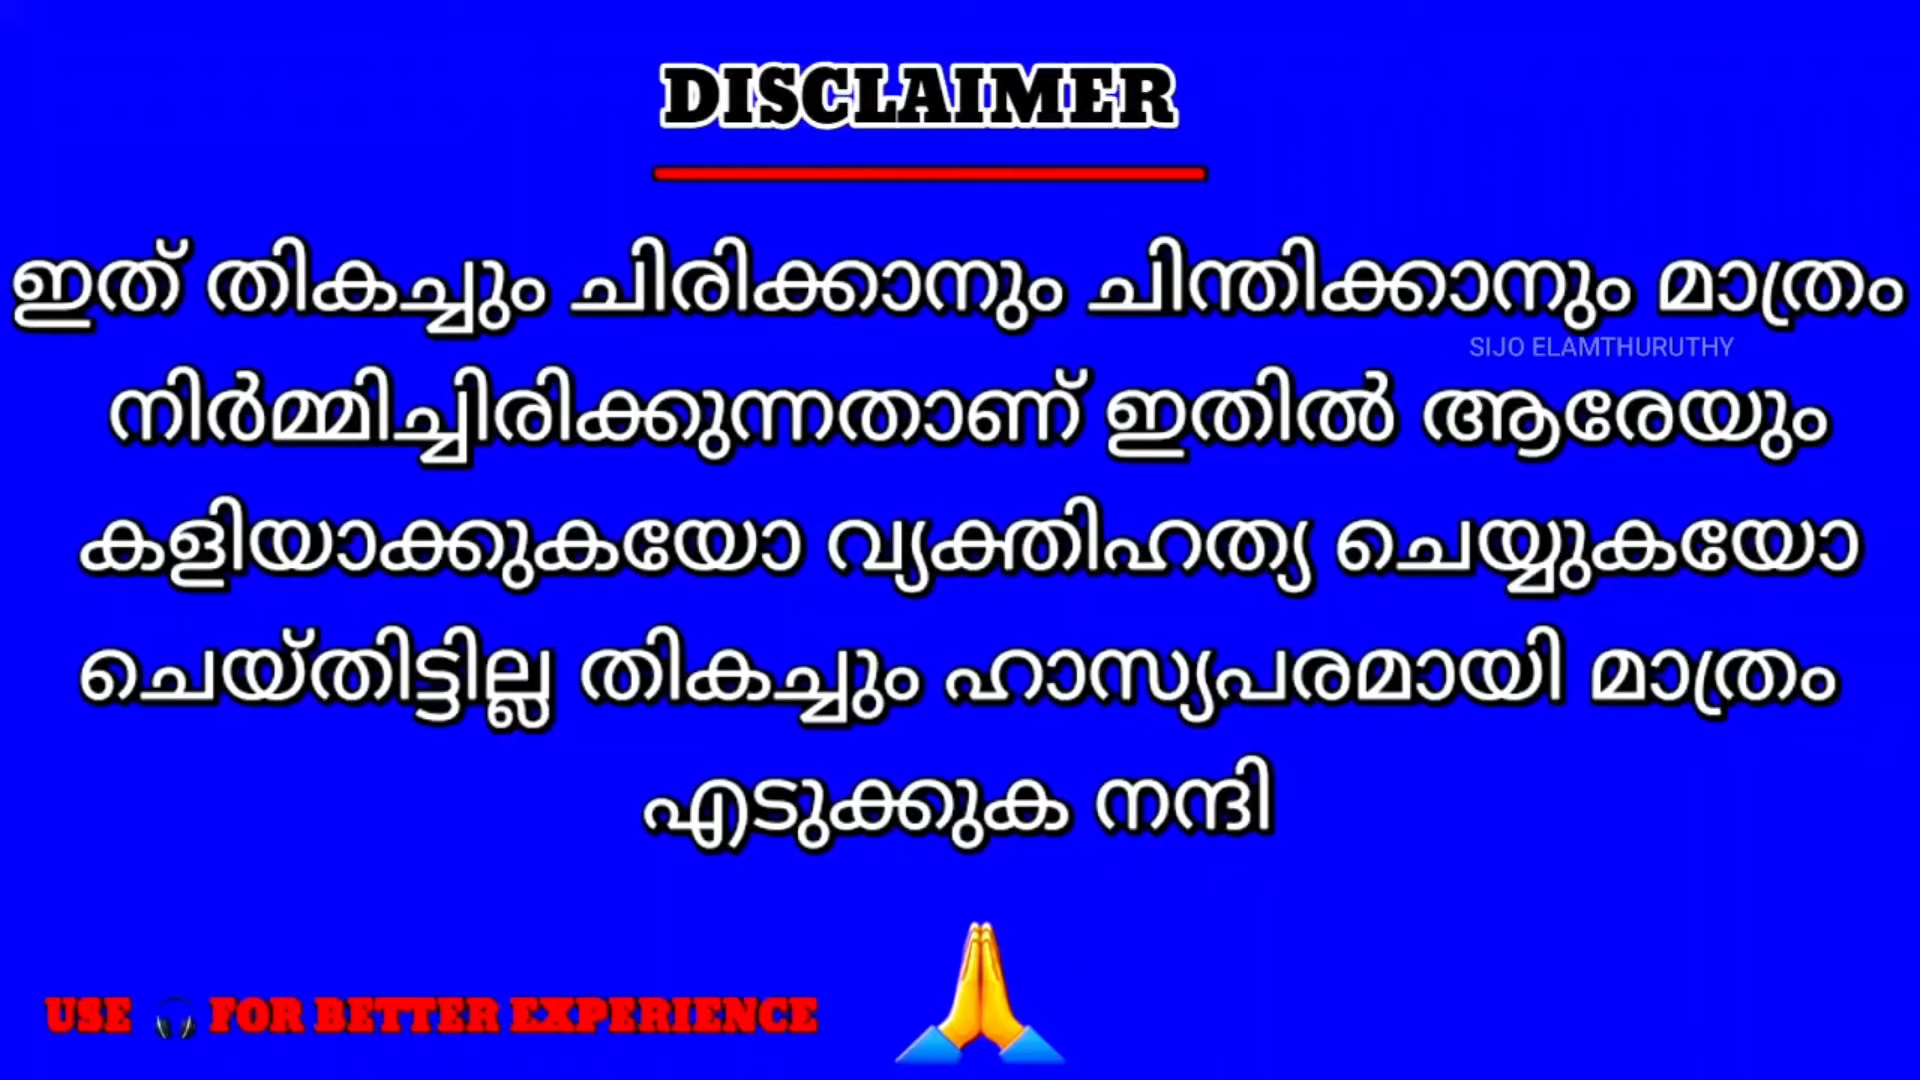 DISCLAIMER
ഇത് തികച്ചും ചിരിക്കാനും ചിന്തിക്കാനും മാത്രം
SIJO ELAMTHURUTHY
നിർമ്മിച്ചിരിക്കുന്നതാണ് ഇതിൽ ആരേയും
കളിയാക്കുകയോ വ്യക്തിഹത്യ ചെയ്യുകയോ
ചെയ്തിട്ടില്ല തികച്ചും ഹാസ്യപരമായി മാത്രം
എടുക്കുക നന്ദി
🙏
USE 🎧 FOR BETTER EXPERIENCE